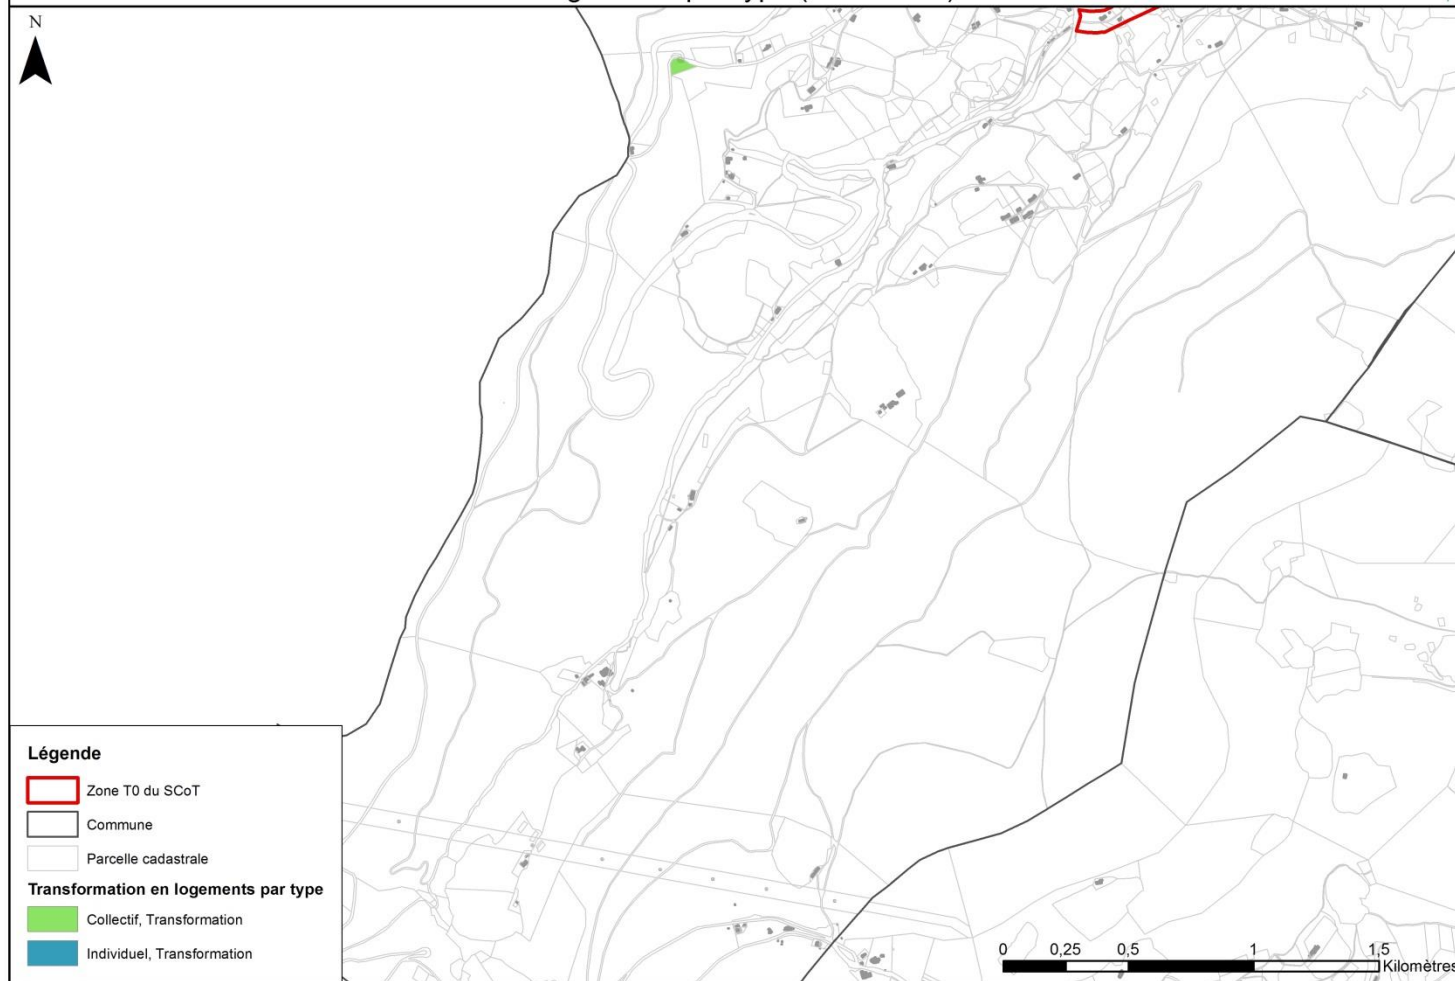 N
Légende
Zone T0 du SCoT
Commune
Parcelle cadastrale
Transformation en logements par type
Collectif, Transformation
Individuel, Transformation
0 0,25 0,5 1 1,5
Kilomètres